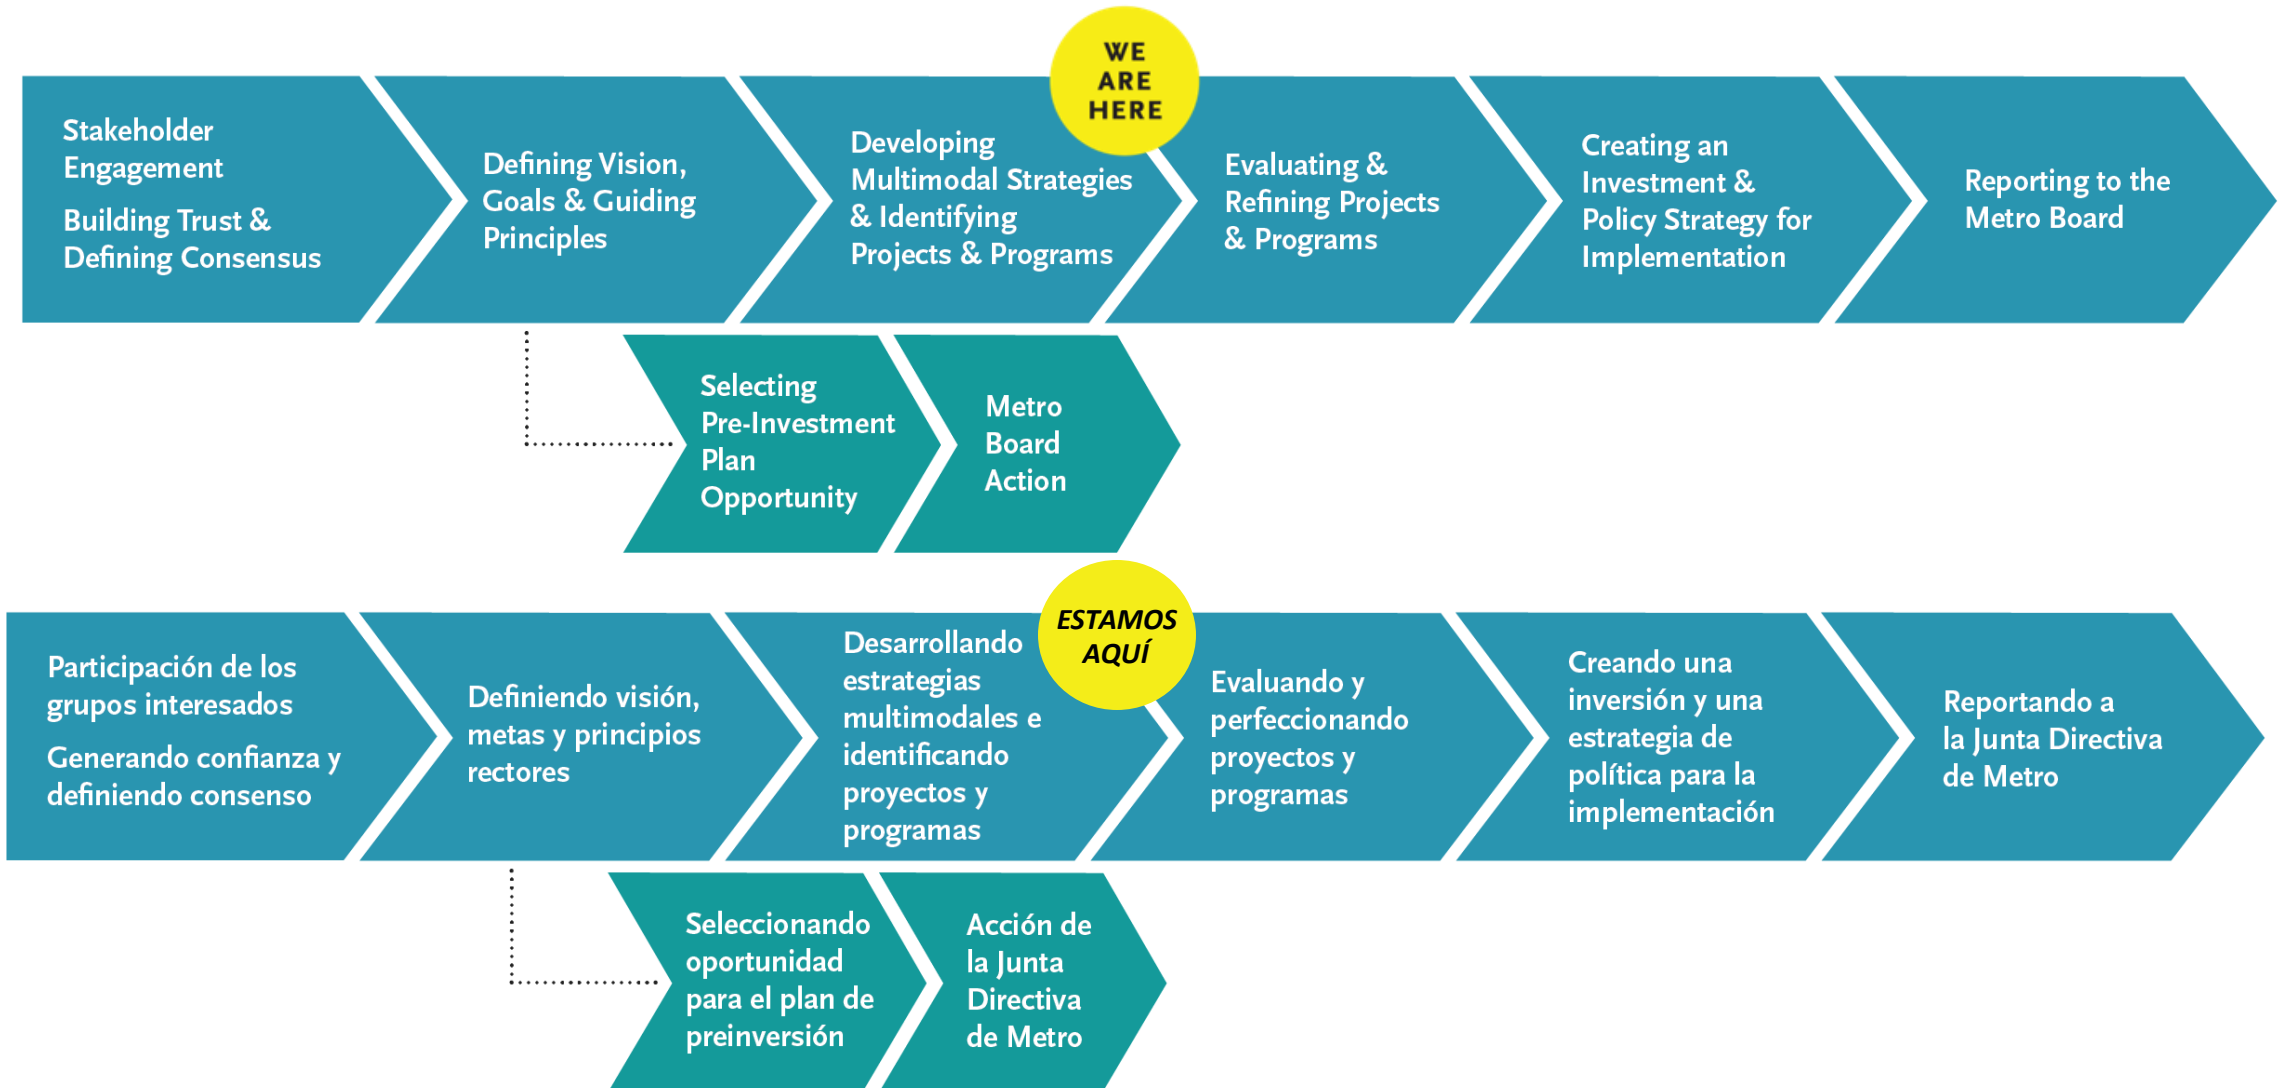 WE
ARE
HERE
Stakeholder
Engagement
Building Trust &
Defining Consensus
Defining Vision,
Goals & Guiding
Principles
Developing
Multimodal Strategies
& Identifying
Projects & Programs
Evaluating &
Refining Projects
& Programs
Creating an
Investment &
Policy Strategy for
Implementation
Reporting to the
Metro Board
Selecting
Pre-Investment
Plan
Opportunity
Metro
Board
Action
ESTAMOS
AQUÍ
Participación de los
grupos interesados
Generando confianza y
definiendo consenso
Definiendo visión,
metas y principios
rectores
Desarrollando
estrategias
multimodales e
identificando
proyectos y
programas
Evaluando y
perfeccionando
proyectos y
programas
Creando una
inversión y una
estrategia de
política para la
implementación
Reportando a
la Junta Directiva
de Metro
Seleccionando
oportunidad
para el plan de
preinversión
Acción de
la Junta
Directiva
de Metro